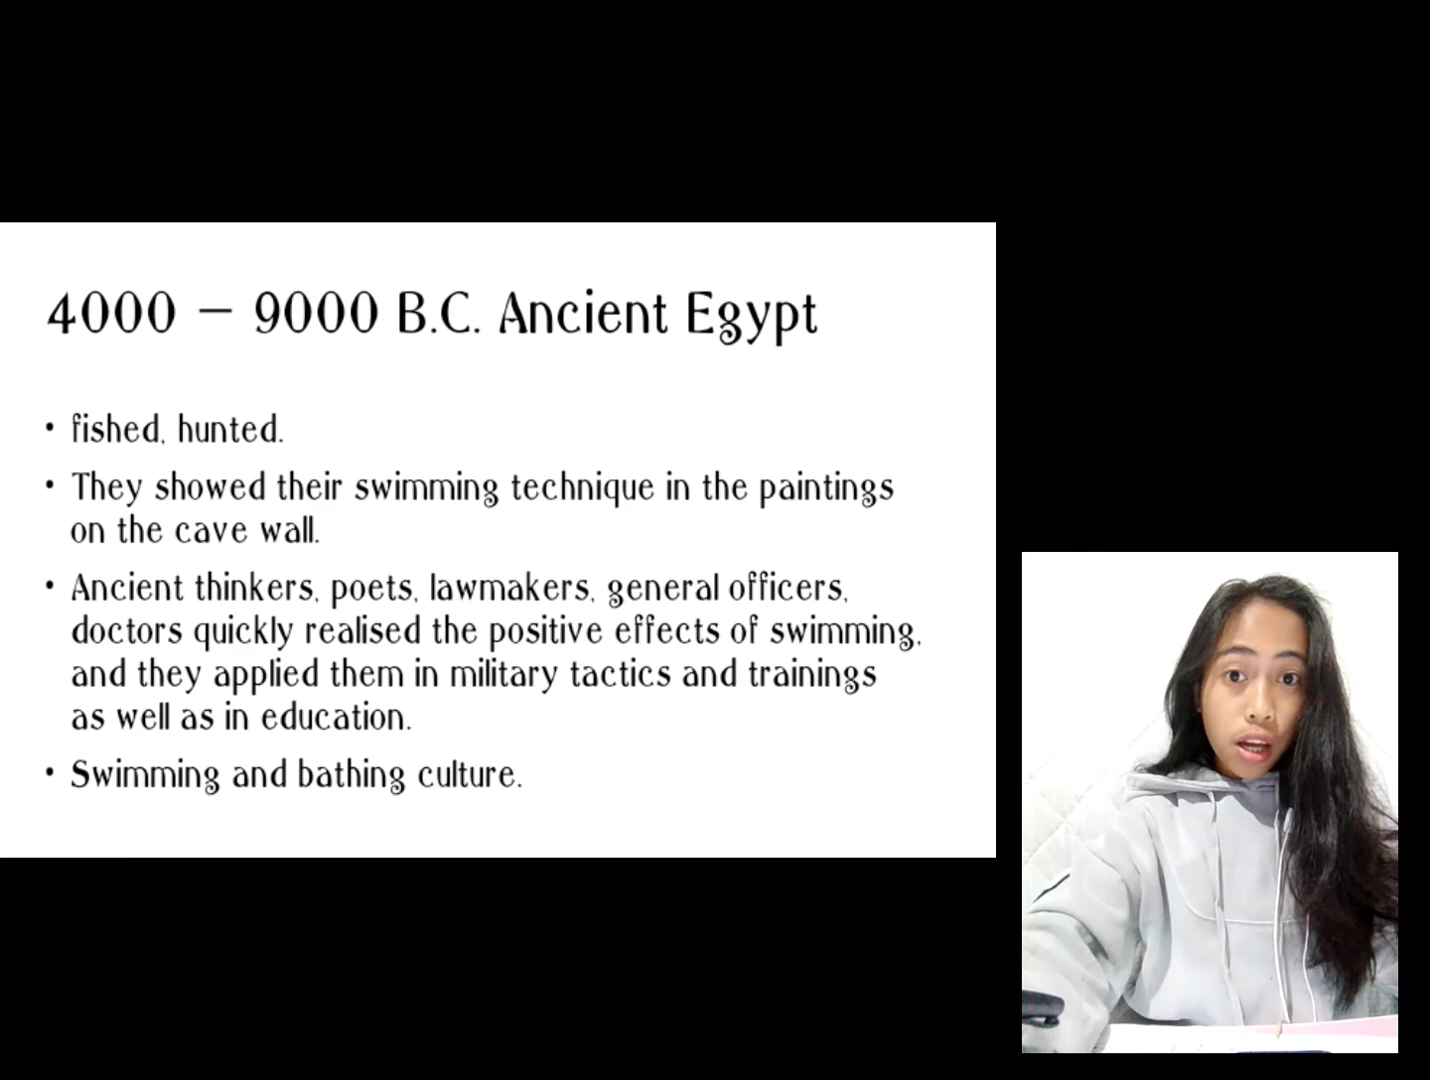 4000 – 9000 B.C. Ancient Egypt
• fished, hunted.
• They showed their swimming technique in the paintings
on the cave wall.
• Ancient thinkers, poets, lawmakers, general officers,
doctors quickly realised the positive effects of swimming,
and they applied them in military tactics and trainings
as well as in education.
• Swimming and bathing culture.